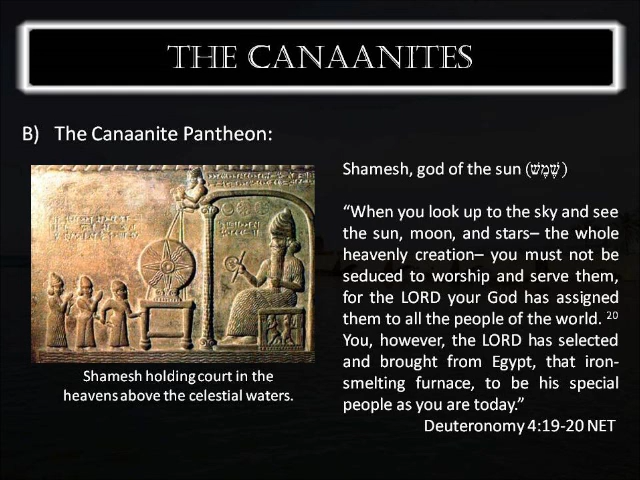 THE CANAANITES
B) The Canaanite Pantheon:
Shamesh, god of the sun (שֶׁמֶשׁ)
“When you look up to the sky and see
the sun, moon, and stars– the whole
heavenly creation– you must not be
seduced to worship and serve them,
for the LORD your God has assigned
them to all the people of the world. 20
You, however, the LORD has selected
and brought from Egypt, that iron-
smelting furnace, to be his special
people as you are today.”
Deuteronomy 4:19-20 NET
Shamesh holding court in the
heavens above the celestial waters.